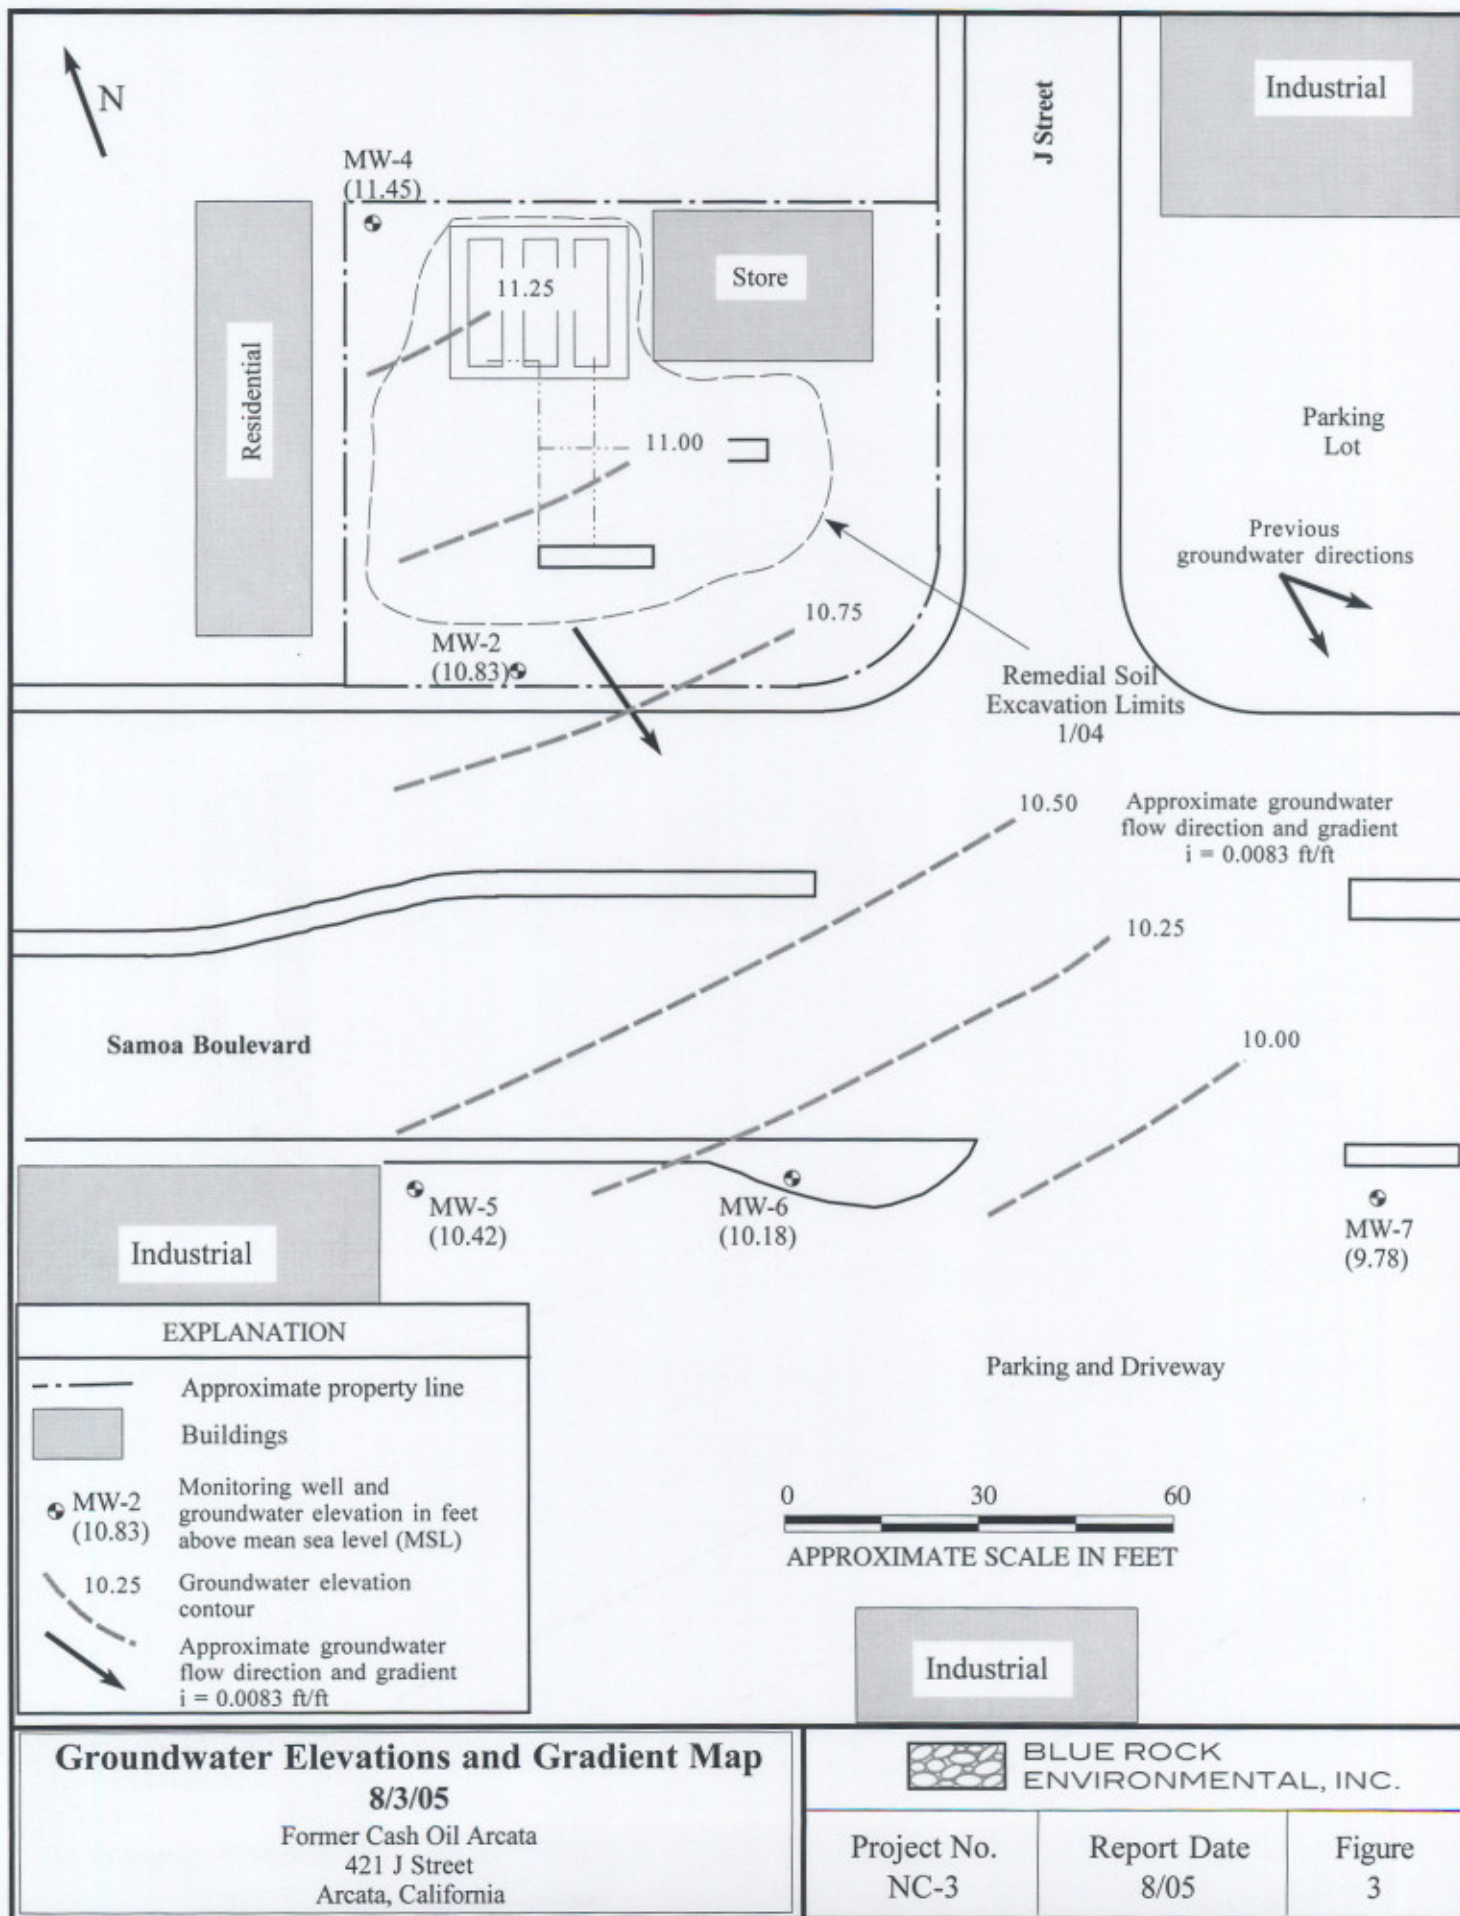 N
Industrial
J Street
MW-4
(11.45)
Store
11.25
Residential
11.00
Parking
Lot
Previous
groundwater directions
10.75
MW-2
(10.83)
Remedial Soil
Excavation Limits
1/04
10.50
Approximate groundwater
flow direction and gradient
i = 0.0083 ft/ft
10.25
Samoa Boulevard
10.00
MW-5
(10.42)
MW-6
(10.18)
MW-7
(9.78)
Industrial
EXPLANATION
Approximate property line
Buildings
MW-2
(10.83)
Monitoring well and
groundwater elevation in feet
above mean sea level (MSL)
10.25
Groundwater elevation
contour
Approximate groundwater
flow direction and gradient
i = 0.0083 ft/ft
Parking and Driveway
0 30 60
APPROXIMATE SCALE IN FEET
Industrial
Groundwater Elevations and Gradient Map
8/3/05
Former Cash Oil Arcata
421 J Street
Arcata, California
BLUE ROCK
ENVIRONMENTAL, INC.
Project No.
NC-3
Report Date
8/05
Figure
3